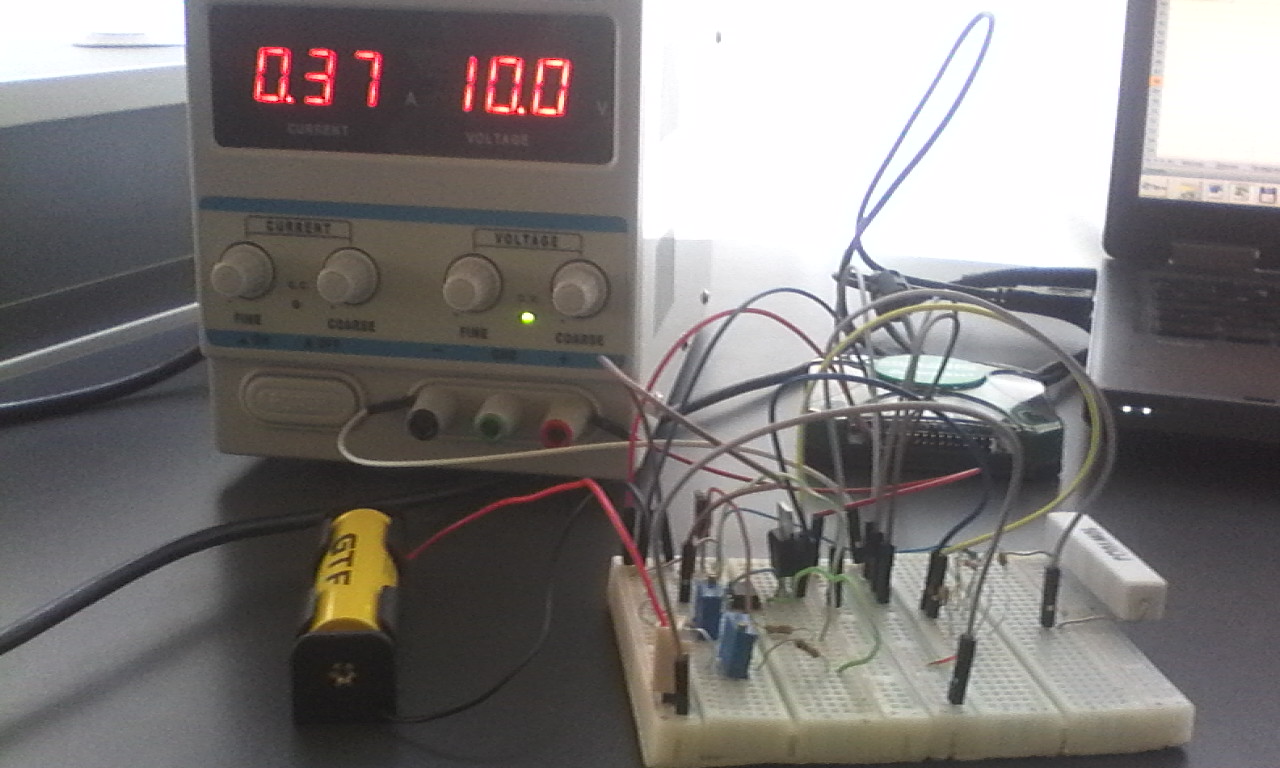 0.37 A 10.0 V
CURRENT VOLTAGE
CURRENT VOLTAGE
C.C C.V
FINE COARSE FINE COARSE
GTF